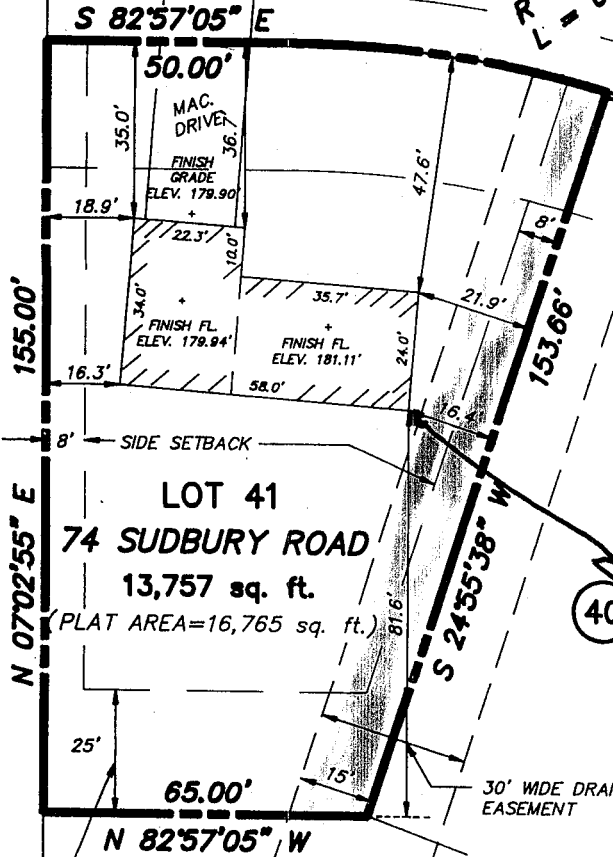 S 82°57'05" E
R
L =
50.00'
MAC.
DRIVE
35.0'
36.7
FINISH
GRADE
ELEV. 179.90'
47.6'
18.9'
22.3'
10.0'
8'
34.0'
35.7'
21.9'
FINISH FL.
ELEV. 179.94'
FINISH FL.
ELEV. 181.11'
24.0'
155.00'
153.66'
16.3'
58.0'
16.4
8'
SIDE SETBACK
LOT 41
74 SUDBURY ROAD
13,757 sq. ft.
(PLAT AREA=16,765 sq. ft.)
81.6'
N 07°02'55" E
S 24°55'38" W
40
25'
15'
65.00'
30' WIDE DRAI
EASEMENT
N 82°57'05" W